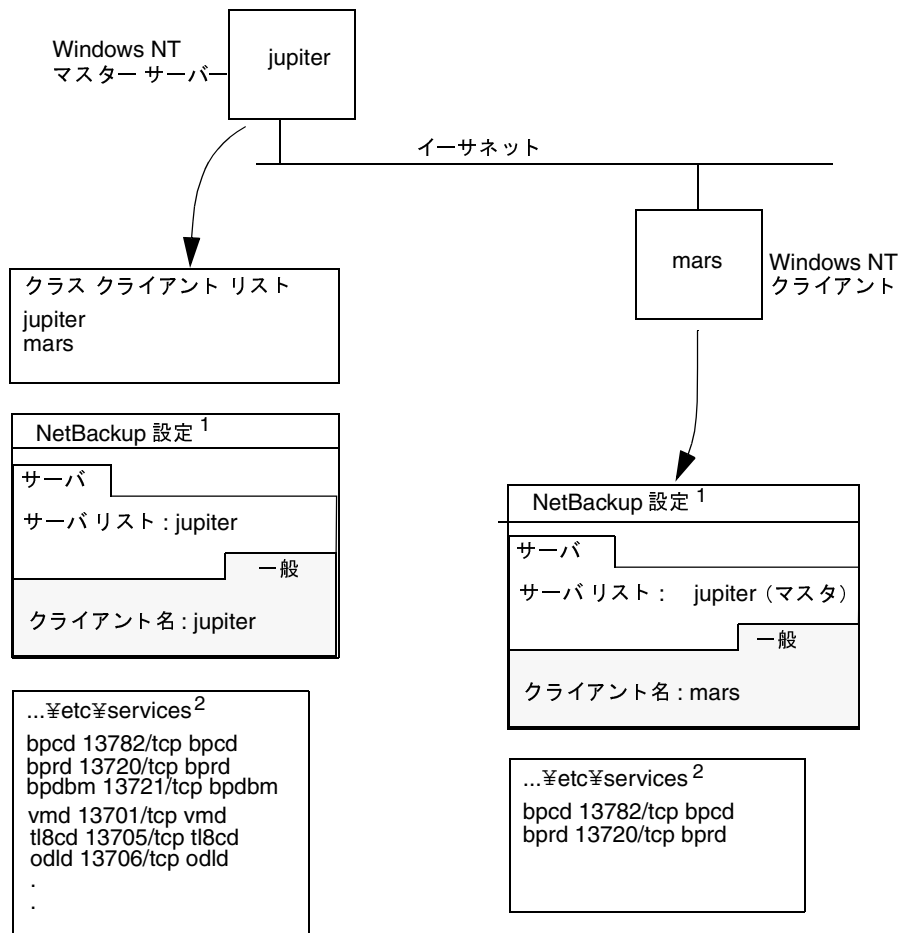 Windows NT
マスター サーバー
jupiter
イーサネット
mars
Windows NT
クライアント
クラス クライアント リスト
jupiter
mars
NetBackup 設定 1
サーバ
サーバ リスト : jupiter
一般
クライアント名 : jupiter
...¥etc¥services 2
bpcd 13782/tcp bpcd
bprd 13720/tcp bprd
bpdbm 13721/tcp bpdbm
vmd 13701/tcp vmd
tl8cd 13705/tcp tl8cd
odld 13706/tcp odld
.
.
NetBackup 設定 1
サーバ
サーバ リスト : jupiter（マスタ）
一般
クライアント名 : mars
...¥etc¥services 2
bpcd 13782/tcp bpcd
bprd 13720/tcp bprd